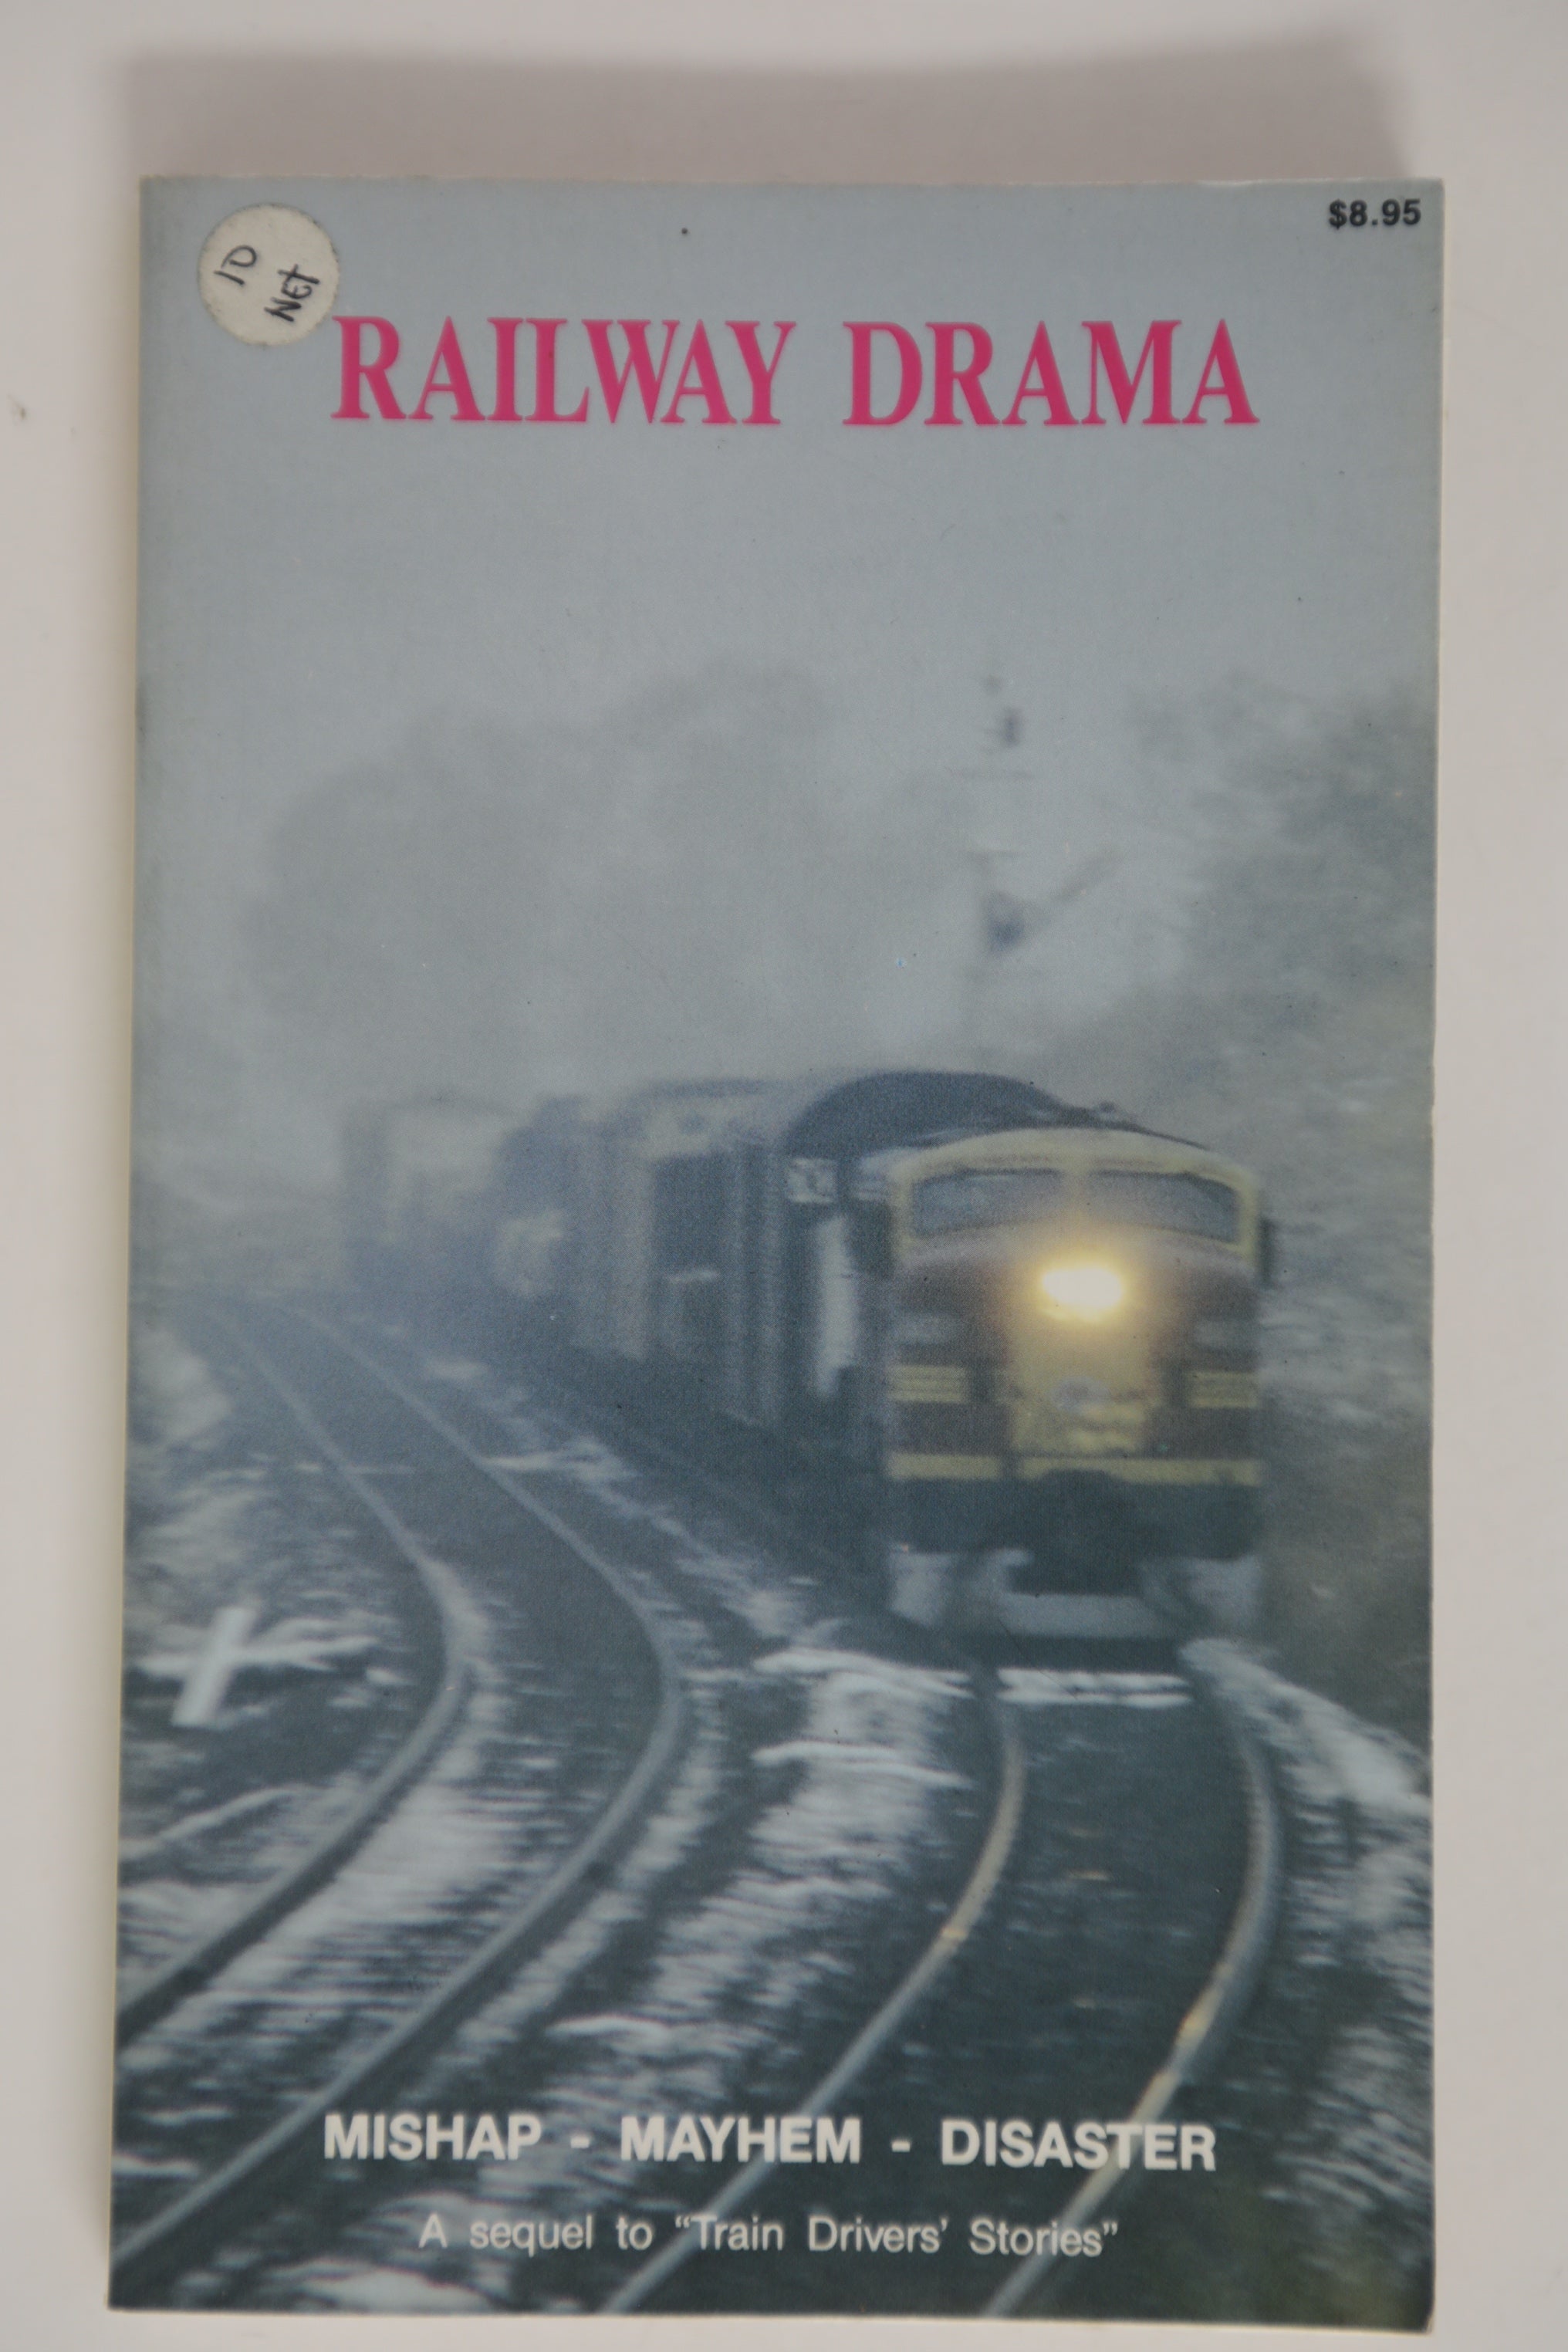 $8.95
10
NET
RAILWAY DRAMA
MISHAP - MAYHEM - DISASTER
A sequel to “Train Drivers’ Stories”